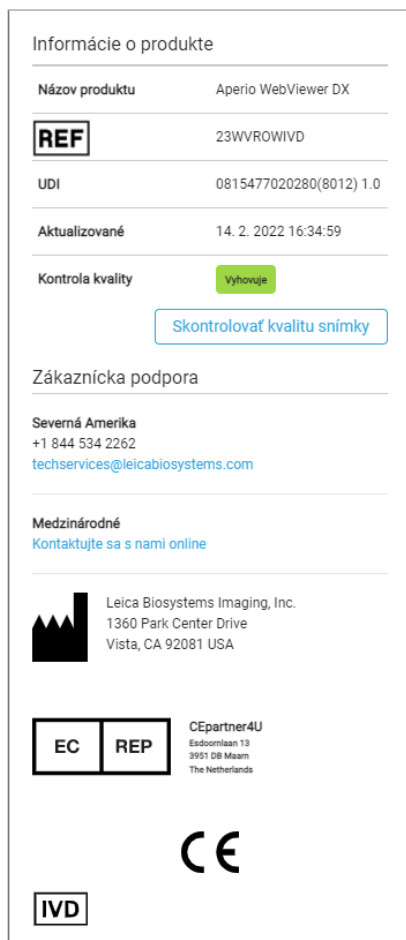 Informácie o produkte
Názov produktu Aperio WebViewer DX
REF 23WVROWIVD
UDI 0815477020280(8012) 1.0
Aktualizované 14. 2. 2022 16:34:59
Kontrola kvality Vyhovuje
Skontrolovať kvalitu snímky
Zákaznícka podpora
Severná Amerika
+1 844 534 2262
techservices@leicabiosystems.com
Medzinárodné
Kontaktujte sa s nami online
Leica Biosystems Imaging, Inc.
1360 Park Center Drive
Vista, CA 92081 USA
EC REP
CEpartner4U
Esdoornlaan 13
3951 DB Maarn
The Netherlands
CE
IVD